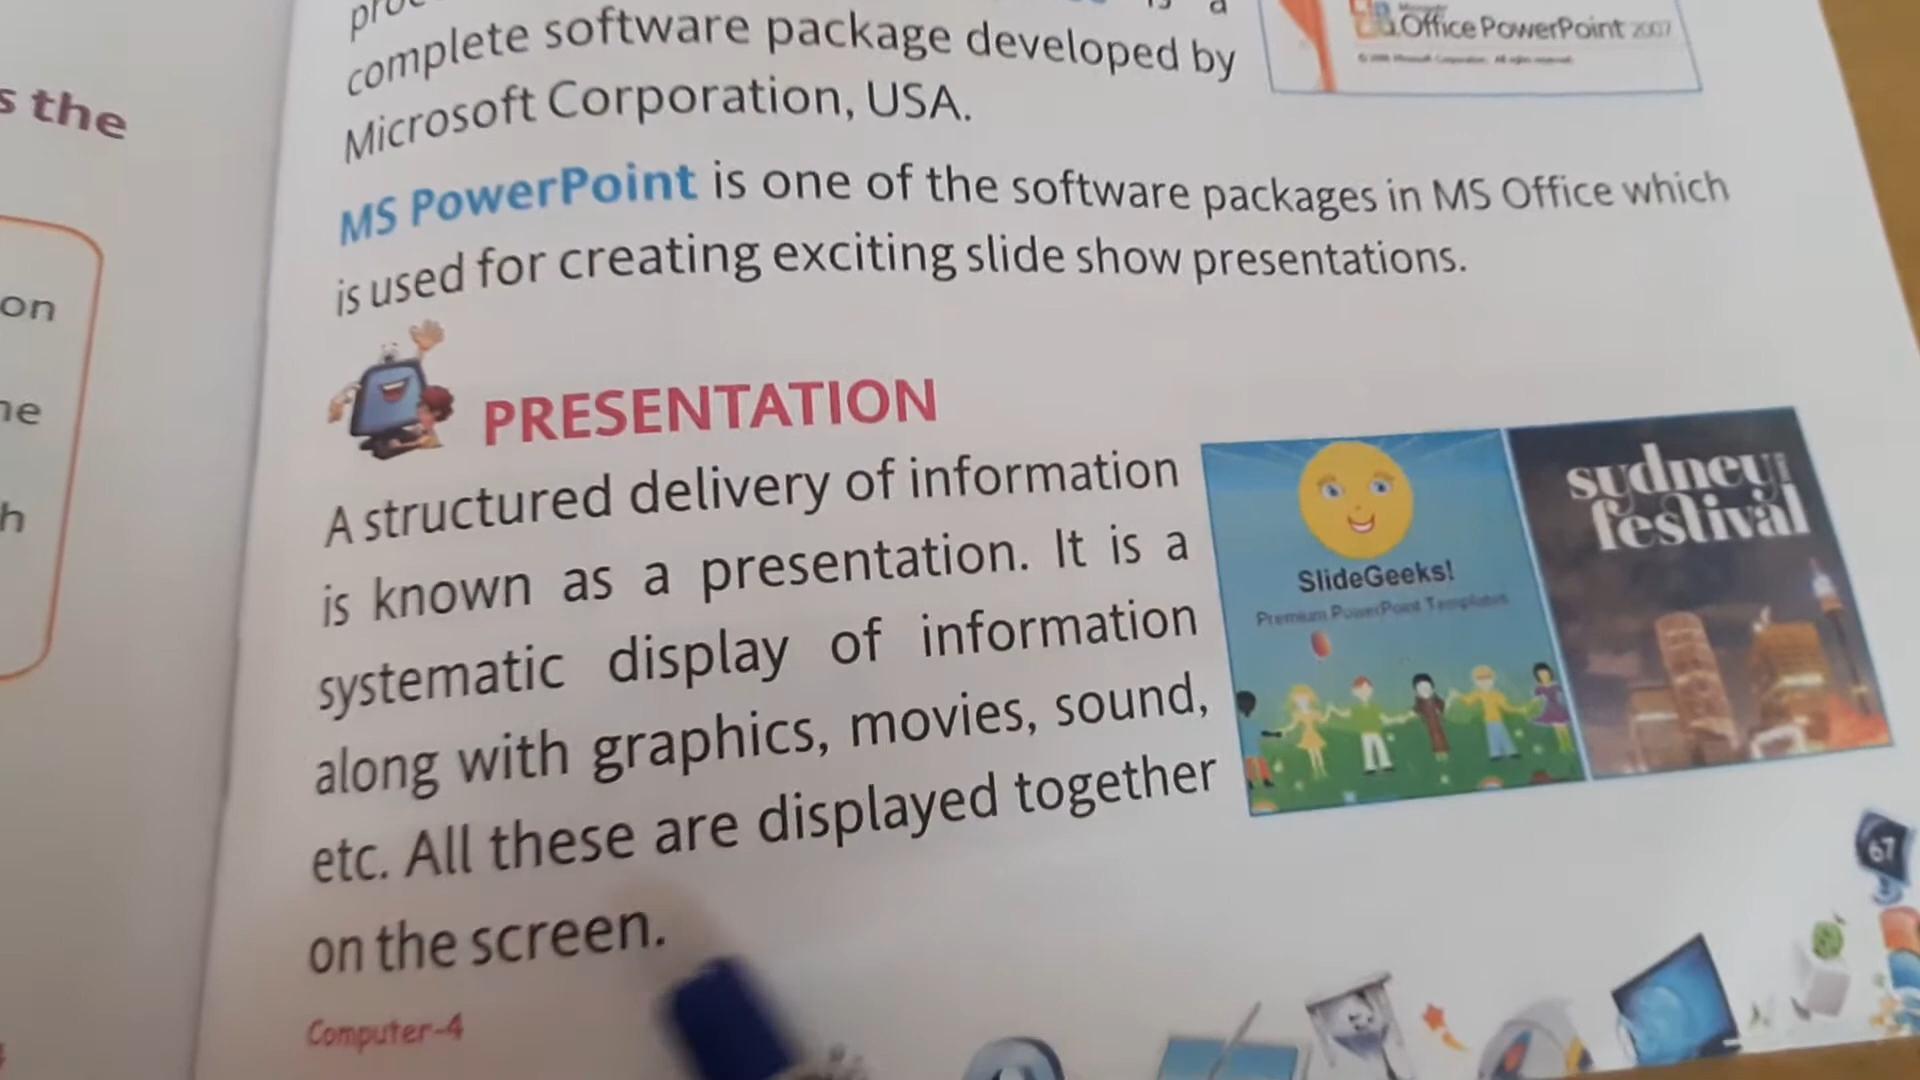 s the
on
h
complete software package developed by
Microsoft Corporation, USA.
Office PowerPoint 2007
MS PowerPoint is one of the software packages in MS Office which
is used for creating exciting slide show presentations.
PRESENTATION
A structured delivery of information
is known as a presentation. It is a
systematic display of information
along with graphics, movies, sound,
etc. All these are displayed together
on the screen.
SlideGeeks!
Premium PowerPoint Templates
sydney
festival
67
Computer-4